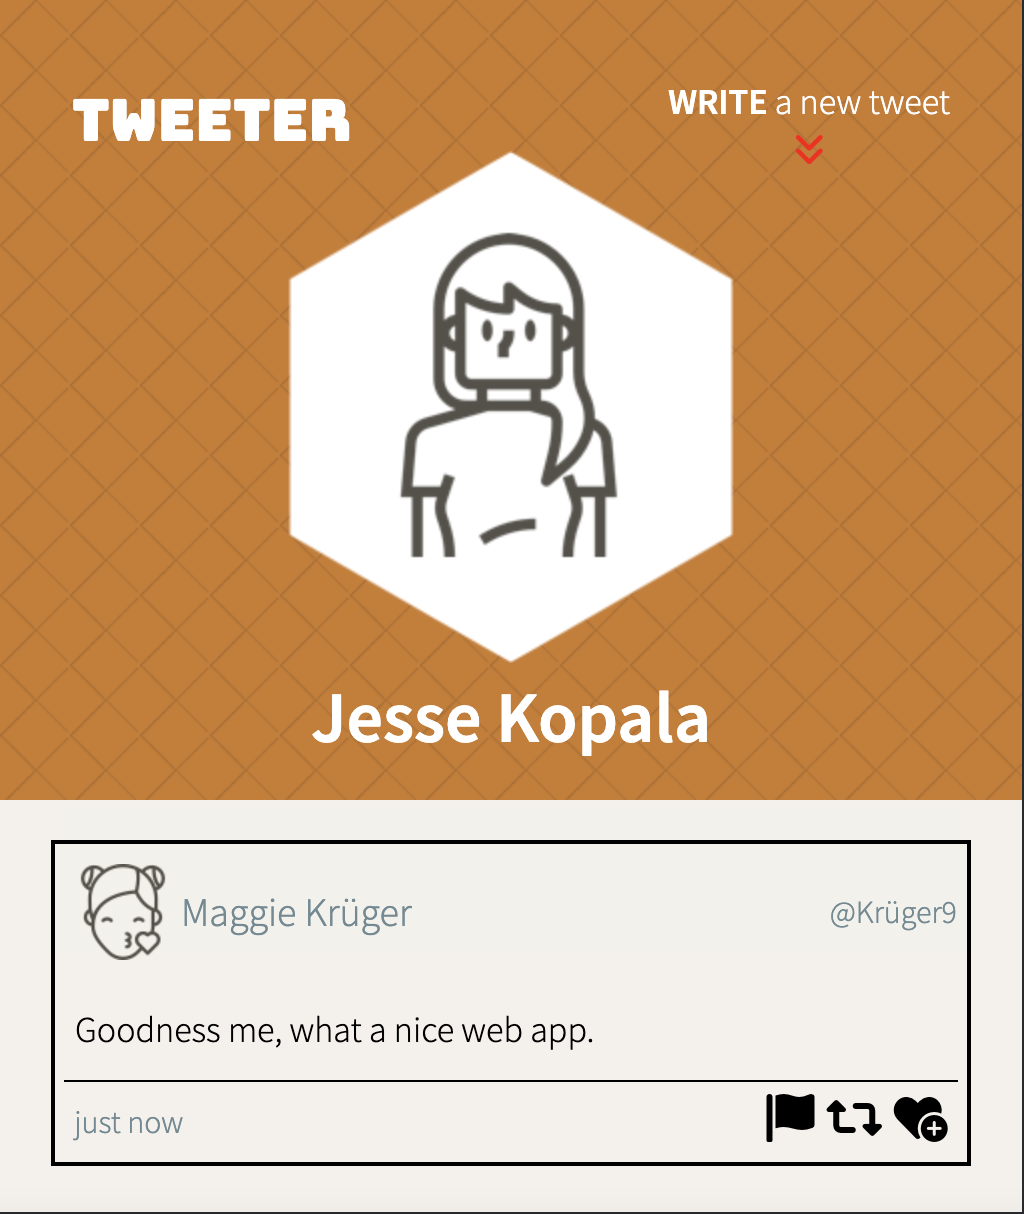 TWEETER
WRITE a new tweet
Jesse Kopala
Maggie Krüger
@Krüger9
Goodness me, what a nice web app.
just now